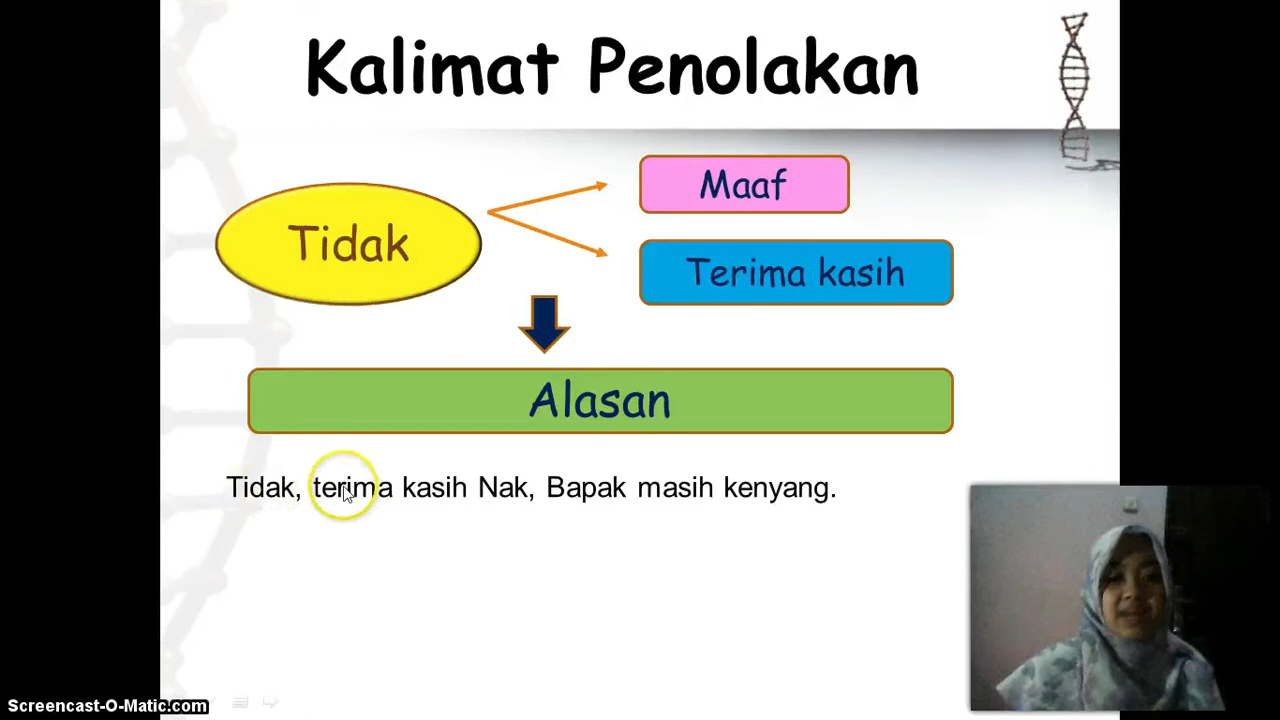 Kalimat Penolakan
Maaf
Tidak
Terima kasih
Alasan
Tidak, terima kasih Nak, Bapak masih kenyang.
Screencast-O-Matic.com